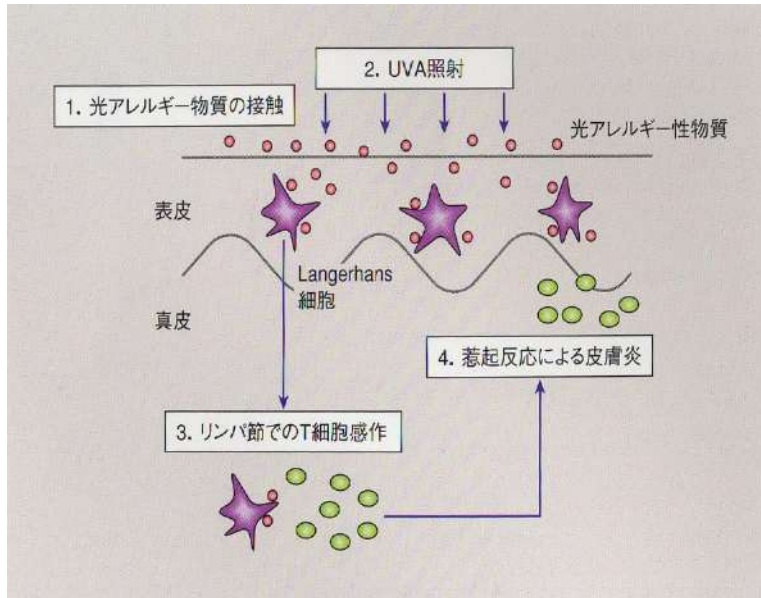 2. UVA照射
1. 光アレルギー物質の接触
光アレルギー性物質
表皮
Langerhans
細胞
真皮
4. 惹起反応による皮膚炎
3. リンパ節でのT細胞感作